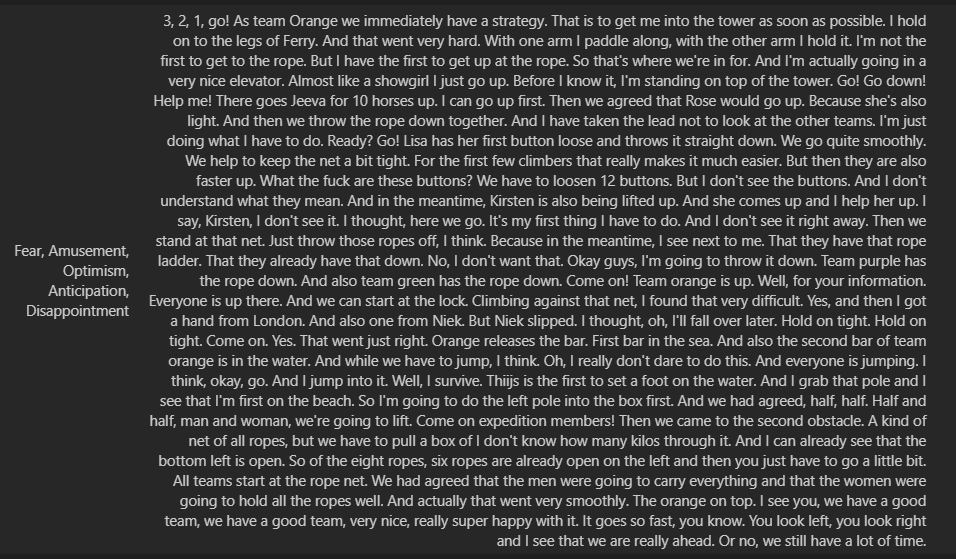 3, 2, 1, go! As team Orange we immediately have a strategy. That is to get me into the tower as soon as possible. I hold
on to the legs of Ferry. And that went very hard. With one arm I paddle along, with the other arm I hold it. I'm not the
first to get to the rope. But I have the first to get up at the rope. So that's where we're in for. And I'm actually going in a
very nice elevator. Almost like a showgirl I just go up. Before I know it, I'm standing on top of the tower. Go! Go down!
Help me! There goes Jeeva for 10 horses up. I can go up first. Then we agreed that Rose would go up. Because she's also
light. And then we throw the rope down together. And I have taken the lead not to look at the other teams. I'm just
doing what I have to do. Ready? Go! Lisa has her first button loose and throws it straight down. We go quite smoothly.
We help to keep the net a bit tight. For the first few climbers that really makes it much easier. But then they are also
faster up. What the fuck are these buttons? We have to loosen 12 buttons. But I don't see the buttons. And I don't
understand what they mean. And in the meantime, Kirsten is also being lifted up. And she comes up and I help her up. I
say, Kirsten, I don't see it. I thought, here we go. It's my first thing I have to do. And I don't see it right away. Then we
stand at that net. Just throw those ropes off, I think. Because in the meantime, I see next to me. That they have that rope
ladder. That they already have that down. No, I don't want that. Okay guys, I'm going to throw it down. Team purple has
the rope down. And also team green has the rope down. Come on! Team orange is up. Well, for your information.
Everyone is up there. And we can start at the lock. Climbing against that net, I found that very difficult. Yes, and then I got
a hand from London. And also one from Niek. But Niek slipped. I thought, oh, I'll fall over later. Hold on tight. Hold on
tight. Come on. Yes. That went just right. Orange releases the bar. First bar in the sea. And also the second bar of team
orange is in the water. And while we have to jump, I think. Oh, I really don't dare to do this. And everyone is jumping. I
think, okay, go. And I jump into it. Well, I survive. Thiijs is the first to set a foot on the water. And I grab that pole and I
see that I'm first on the beach. So I'm going to do the left pole into the box first. And we had agreed, half, half. Half and
half, man and woman, we're going to lift. Come on expedition members! Then we came to the second obstacle. A kind of
net of all ropes, but we have to pull a box of I don't know how many kilos through it. And I can already see that the
bottom left is open. So of the eight ropes, six ropes are already open on the left and then you just have to go a little bit.
All teams start at the rope net. We had agreed that the men were going to carry everything and that the women were
going to hold all the ropes well. And actually that went very smoothly. The orange on top. I see you, we have a good
team, we have a good team, very nice, really super happy with it. It goes so fast, you know. You look left, you look right
and I see that we are really ahead. Or no, we still have a lot of time.
Fear, Amusement,
Optimism,
Anticipation,
Disappointment